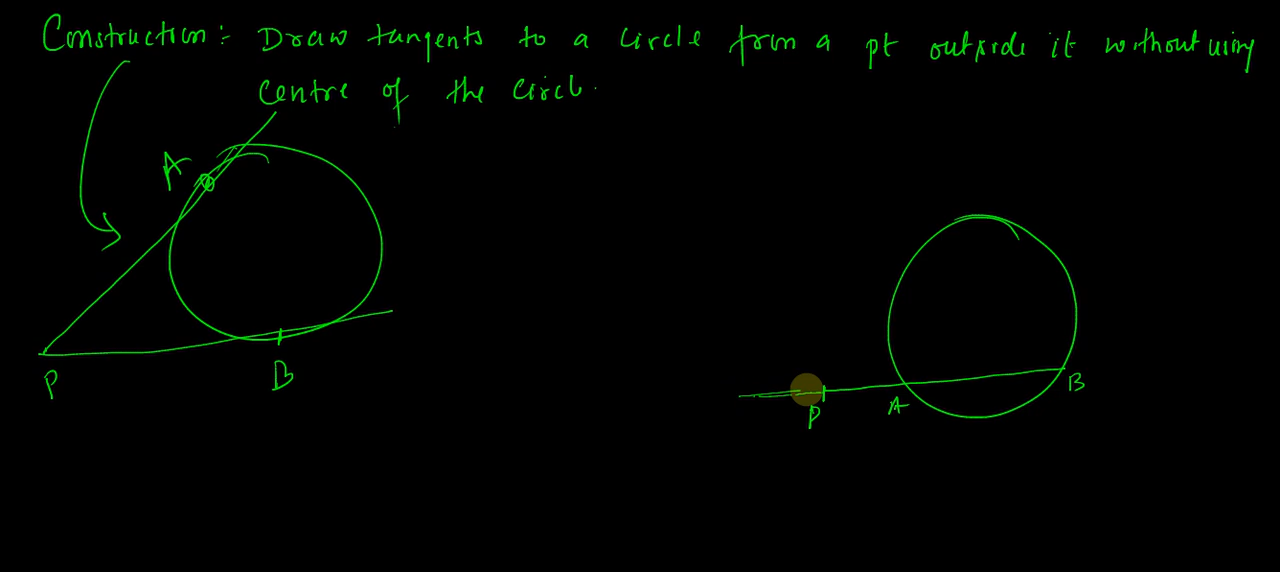 Construction:- Draw tangents to a circle from a pt outside it without using
centre of the circle.
A
P
B
P
A
B